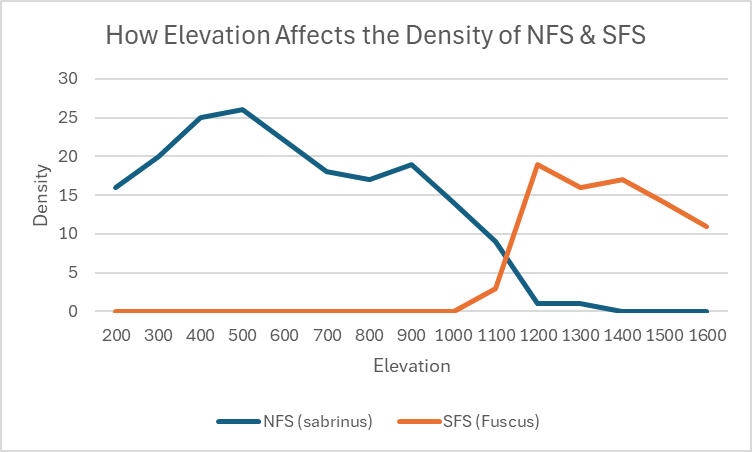 How Elevation Affects the Density of NFS & SFS
30
25
20
15
10
5
0
Density
200 300 400 500 600 700 800 900 1000 1100 1200 1300 1400 1500 1600
Elevation
NFS (sabrinus) SFS (Fuscus)